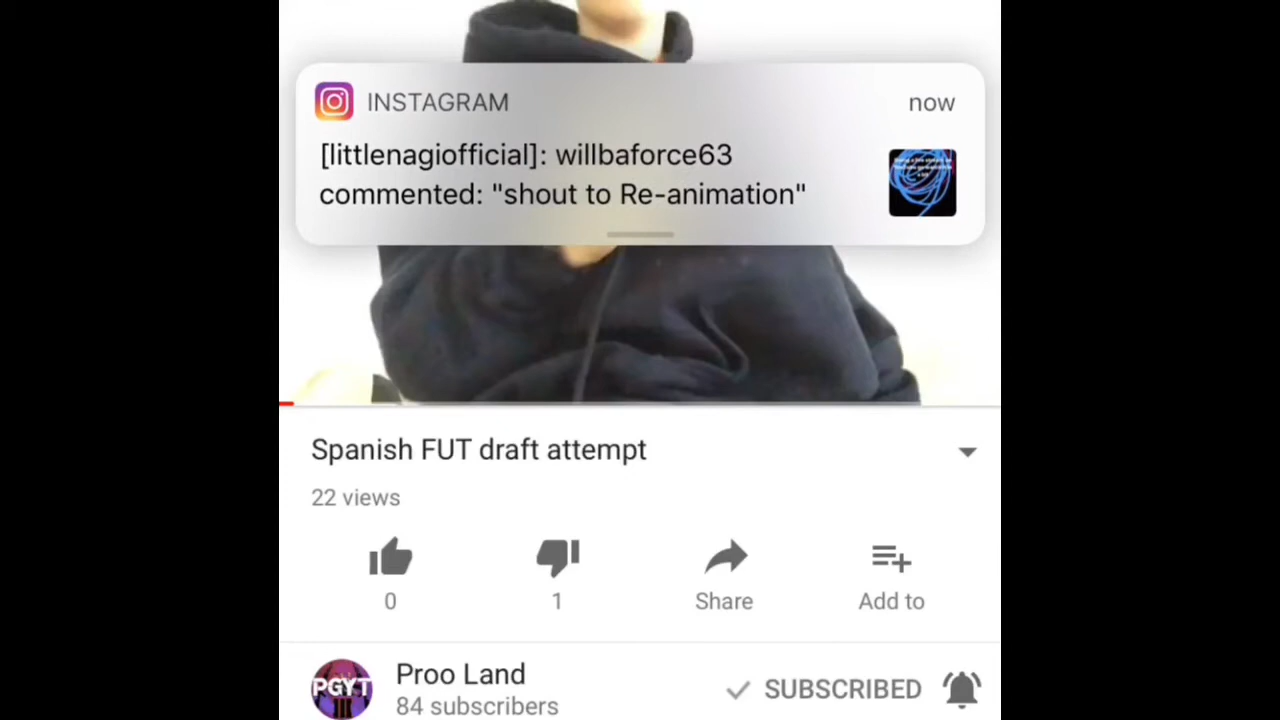 INSTAGRAM
now
[littlenagiofficial]: willbaforce63
commented: "shout to Re-animation"
Spanish FUT draft attempt
22 views
0
1
Share
Add to
PGYT
Proo Land
84 subscribers
SUBSCRIBED